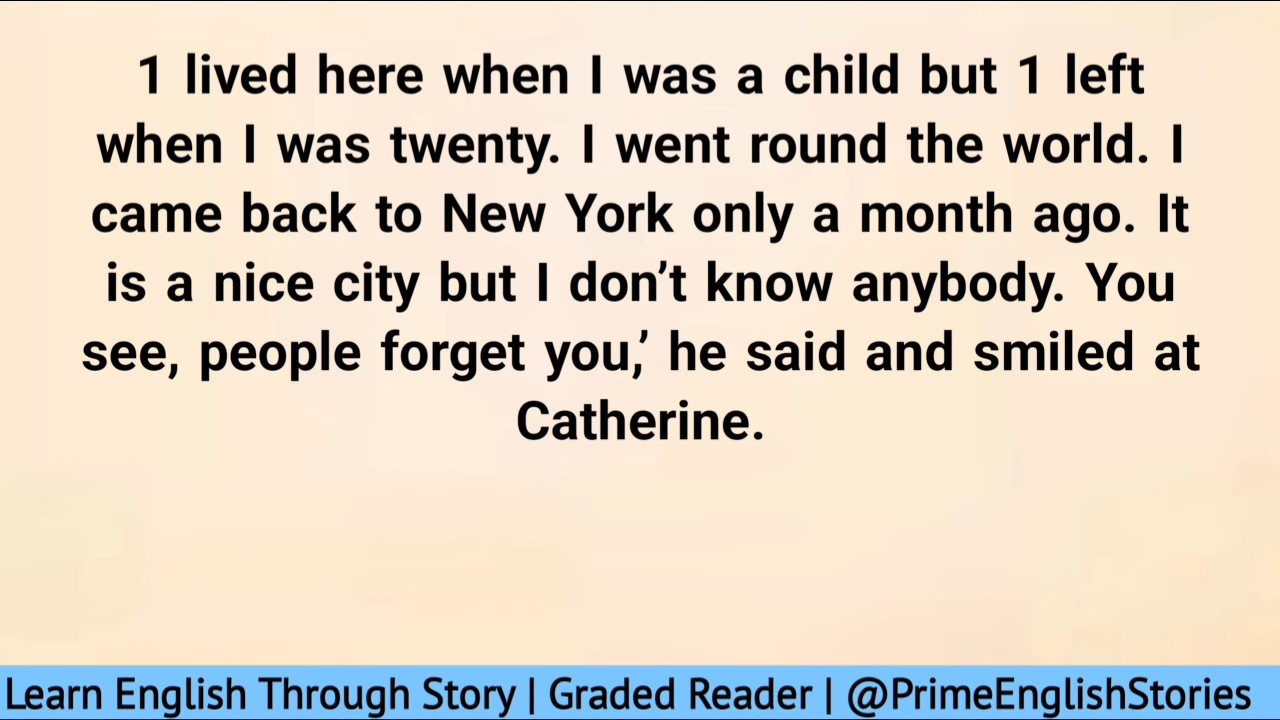 1 lived here when I was a child but 1 left
when I was twenty. I went round the world. I
came back to New York only a month ago. It
is a nice city but I don’t know anybody. You
see, people forget you,’ he said and smiled at
Catherine.
Learn English Through Story | Graded Reader | @PrimeEnglishStories